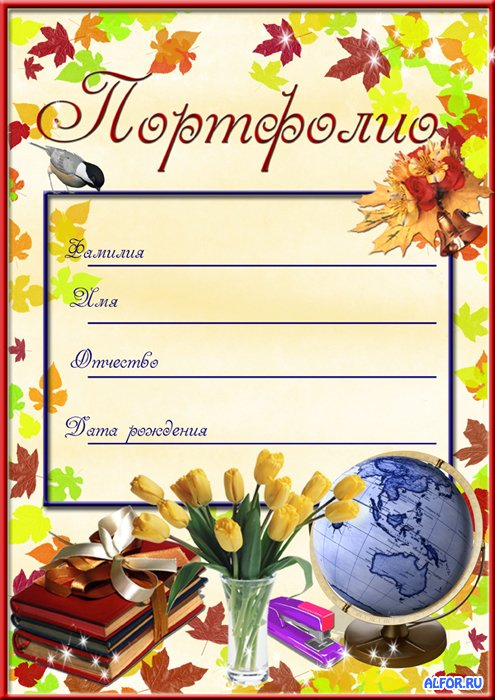 Портфолио
Фамилия
Имя
Отчество
Дата рождения
ALFOR.RU